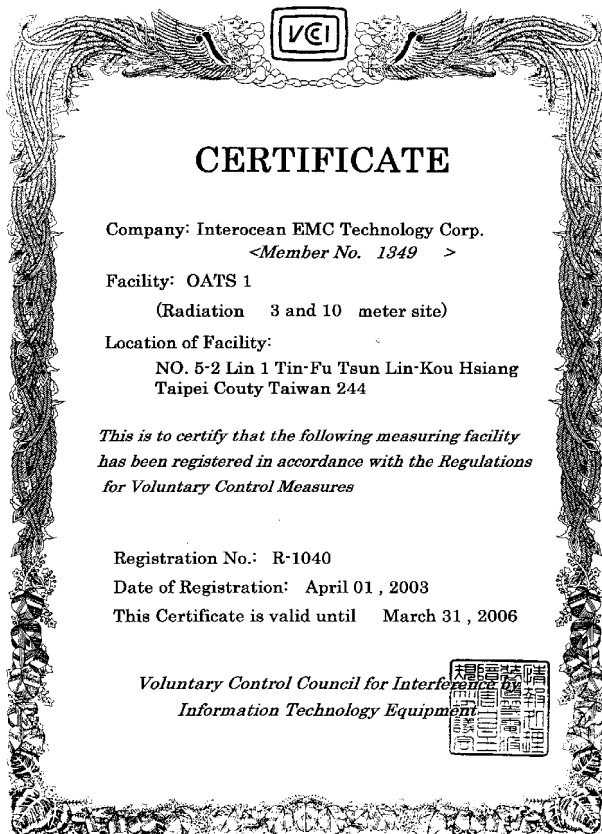 VCCI
CERTIFICATE
Company: Interocean EMC Technology Corp.
<Member No. 1349 >
Facility: OATS 1
(Radiation 3 and 10 meter site)
Location of Facility:
NO. 5-2 Lin 1 Tin-Fu Tsun Lin-Kou Hsiang
Taipei Couty Taiwan 244
This is to certify that the following measuring facility
has been registered in accordance with the Regulations
for Voluntary Control Measures
Registration No.: R-1040
Date of Registration: April 01 , 2003
This Certificate is valid until March 31 , 2006
Voluntary Control Council for Interference by
Information Technology Equipment